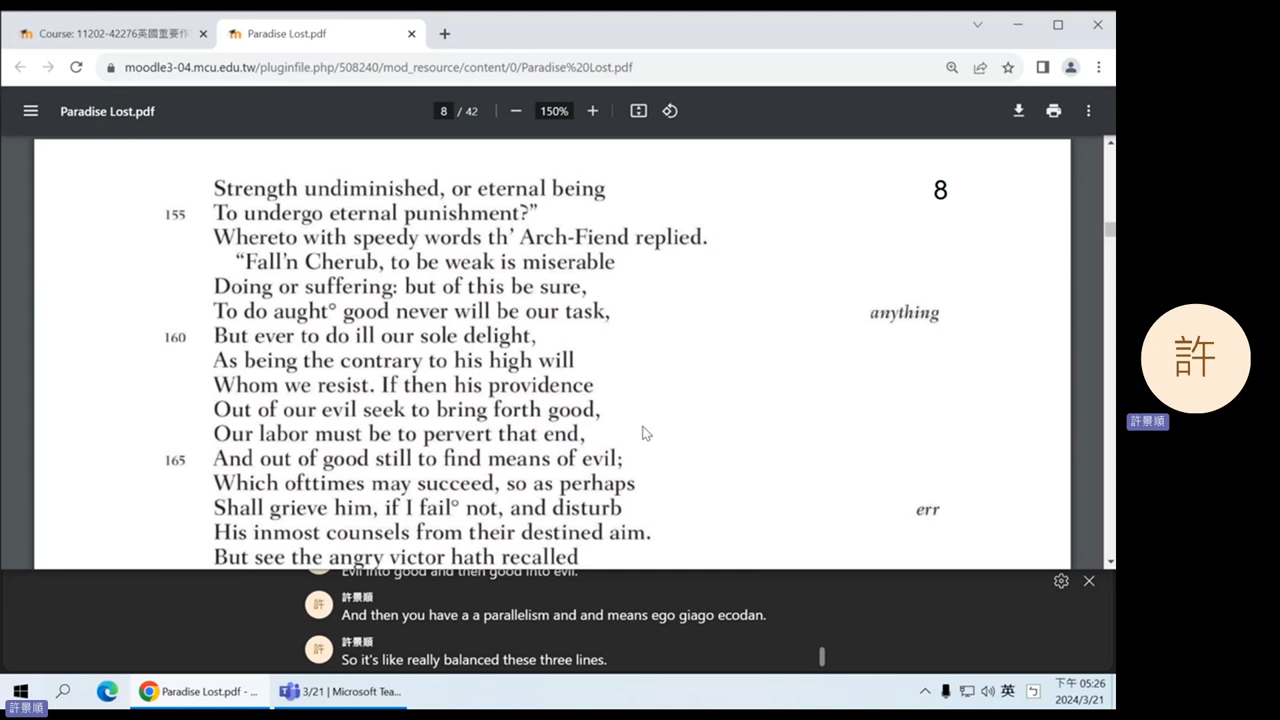 Course: 11202-42276英國重要作
Paradise Lost.pdf
moodle3-04.mcu.edu.tw/pluginfile.php/508240/mod_resource/content/0/Paradise%20Lost.pdf
Paradise Lost.pdf
8 / 42
150%
Strength undiminished, or eternal being
8
155 To undergo eternal punishment?”
Whereto with speedy words th’ Arch-Fiend replied.
“Fall’n Cherub, to be weak is miserable
Doing or suffering: but of this be sure,
To do aught° good never will be our task, anything
160 But ever to do ill our sole delight,
As being the contrary to his high will
Whom we resist. If then his providence
Out of our evil seek to bring forth good,
Our labor must be to pervert that end,
165 And out of good still to find means of evil;
Which ofttimes may succeed, so as perhaps
Shall grieve him, if I fail° not, and disturb err
His inmost counsels from their destined aim.
But see the angry victor hath recalled
許
許景順
Evil into good and then good into evil.
許
許景順
And then you have a a parallelism and and means ego giago ecodan.
許
許景順
So it's like really balanced these three lines.
Paradise Lost.pdf - ...
3/21 | Microsoft Tea...
英
下午 05:26
2024/3/21
許景順